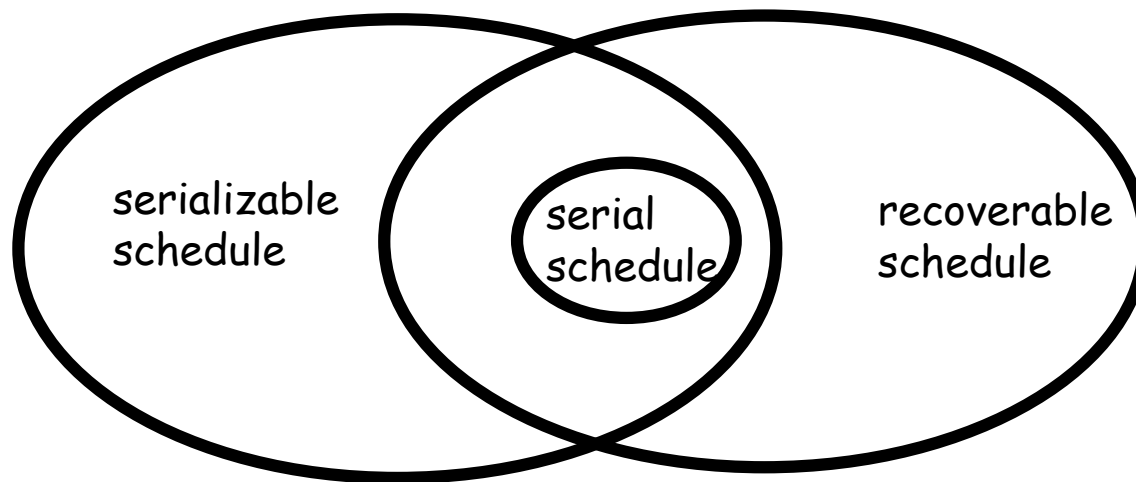 serializable
schedule
serial
schedule
recoverable
schedule